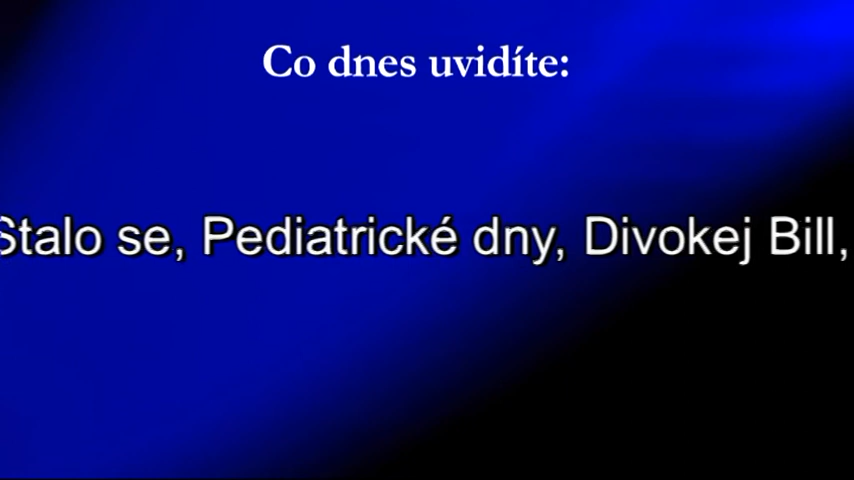 Co dnes uvidíte:
Stalo se, Pediatrické dny, Divokej Bill,